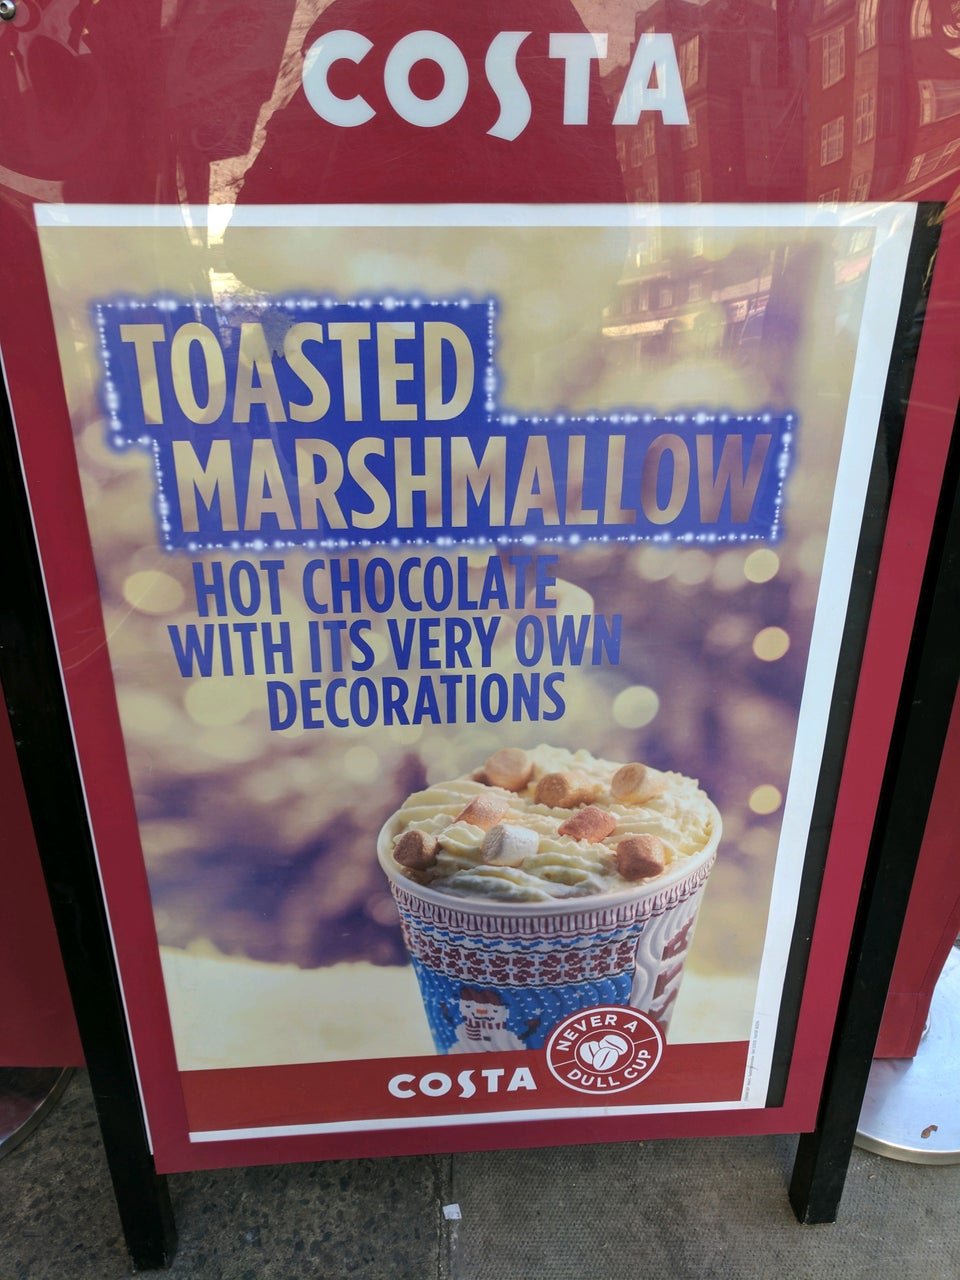 COSTA
TOASTED
MARSHMALLOW
HOT CHOCOLATE
WITH ITS VERY OWN
DECORATIONS
COSTA
NEVER A
DULL CUP